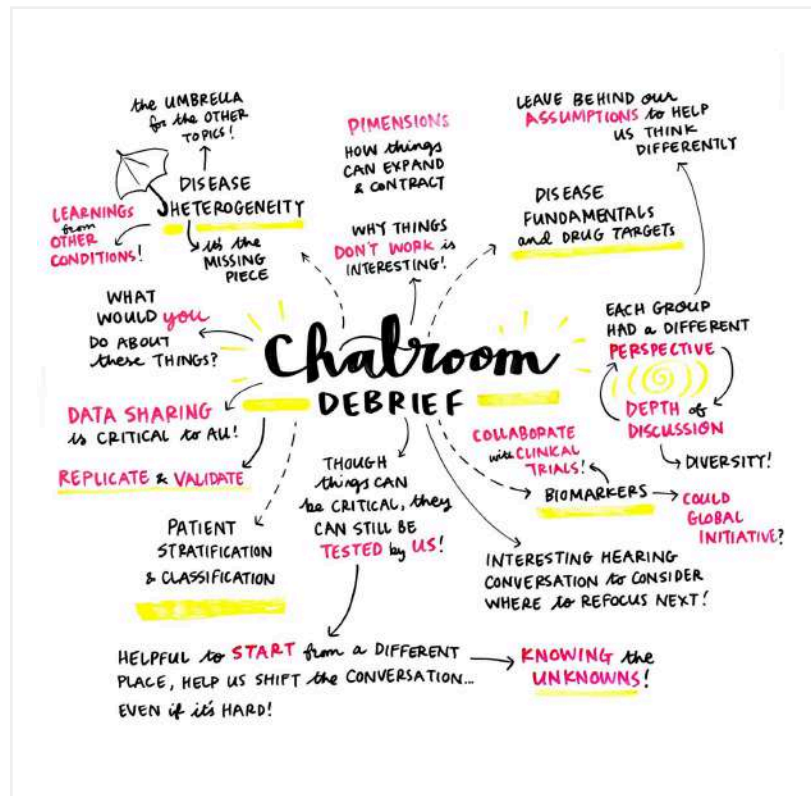 the UMBRELLA
for the OTHER
TOPICS!
DISEASE
HETEROGENEITY
LEARNINGS
from
OTHER
CONDITIONS!
it's the
MISSING
PIECE
DIMENSIONS
HOW things
CAN EXPAND
& CONTRACT
WHY THINGS
DON'T WORK is
INTERESTING!
LEAVE BEHIND our
ASSUMPTIONS to HELP
US THINK
DIFFERENTLY
DISEASE
FUNDAMENTALS
and DRUG TARGETS
WHAT
WOULD you
DO ABOUT
these THINGS?
Chatroom
DEBRIEF
EACH GROUP
HAD a DIFFERENT
PERSPECTIVE
DEPTH of
DISCUSSION
DIVERSITY!
DATA SHARING
is CRITICAL to ALL!
REPLICATE & VALIDATE
PATIENT
STRATIFICATION
& CLASSIFICATION
THOUGH
things CAN
be CRITICAL, they
CAN STILL BE
TESTED by US!
COLLABORATE
with CLINICAL
TRIALS!
BIOMARKERS
COULD
GLOBAL
INITIATIVE?
INTERESTING HEARING
CONVERSATION to CONSIDER
WHERE to REFOCUS NEXT!
HELPFUL to START from a DIFFERENT
PLACE, HELP US SHIFT the CONVERSATION...
EVEN if it's HARD!
KNOWING the
UNKNOWNS!